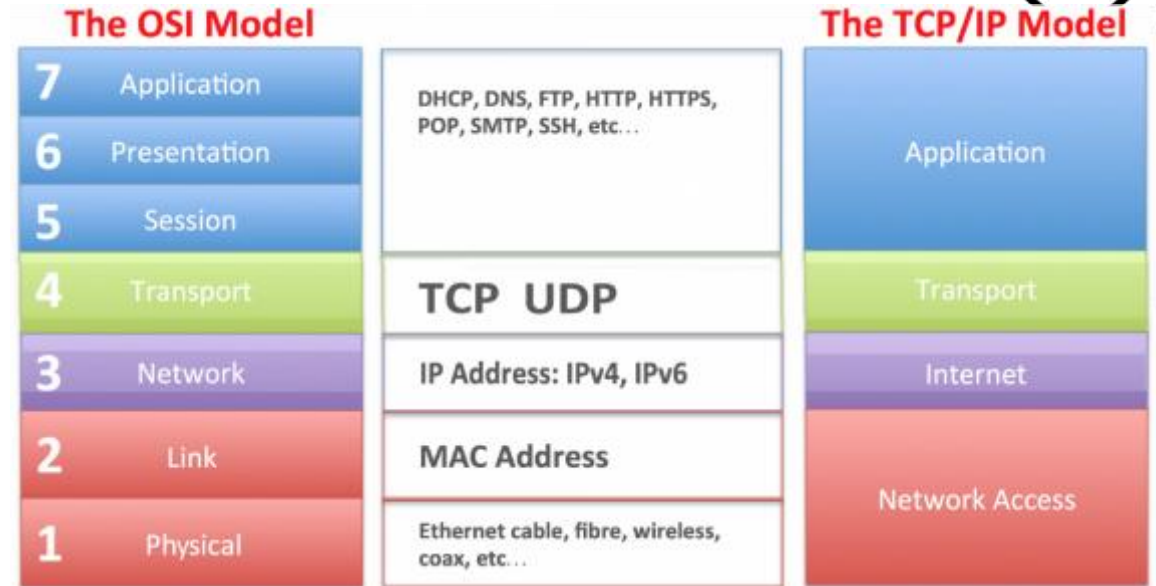 The OSI Model
The TCP/IP Model
7 Application
6 Presentation
5 Session
4 Transport
3 Network
2 Link
1 Physical
DHCP, DNS, FTP, HTTP, HTTPS,
POP, SMTP, SSH, etc...
TCP UDP
IP Address: IPv4, IPv6
MAC Address
Ethernet cable, fibre, wireless,
coax, etc...
Application
Transport
Internet
Network Access